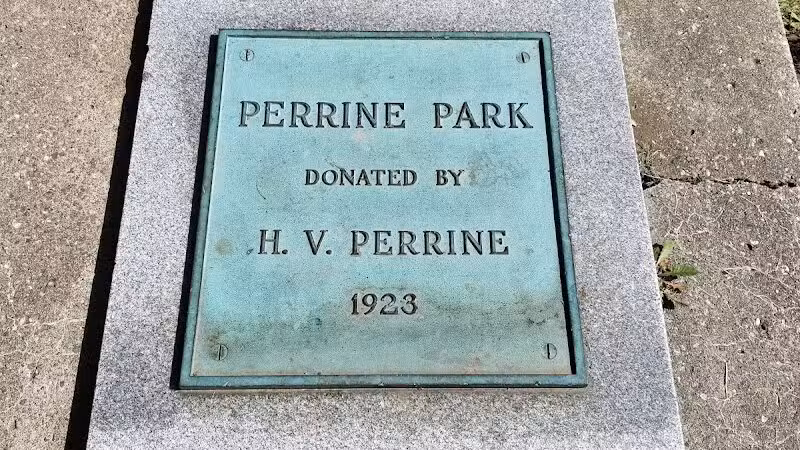 PERRINE PARK
DONATED BY
H. V. PERRINE
1923